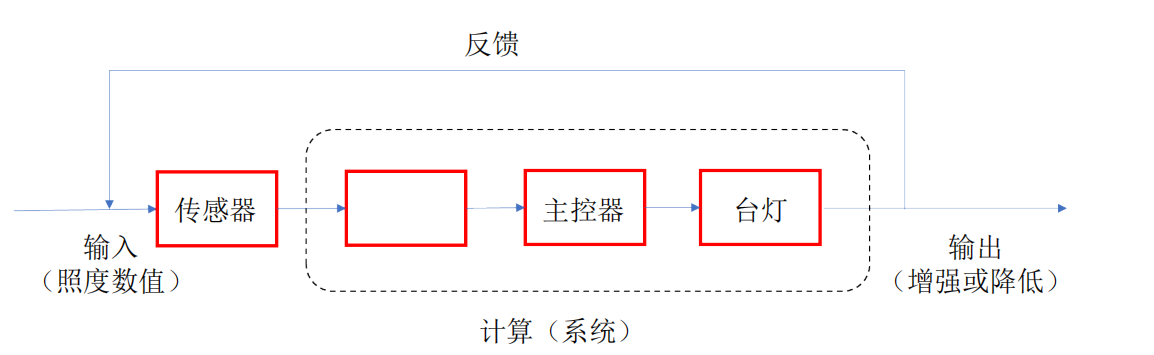 反馈
传感器
主控器
台灯
输入
（照度数值）
输出
（增强或降低）
计算（系统）